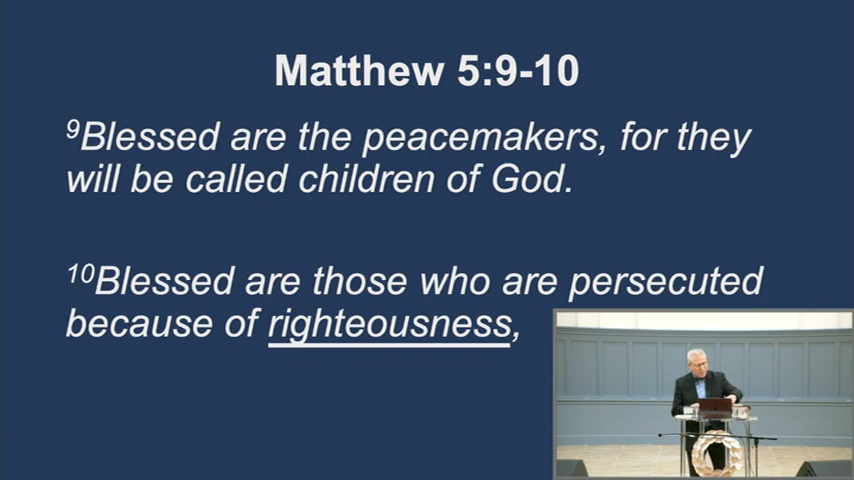 Matthew 5:9-10
⁹Blessed are the peacemakers, for they
will be called children of God.
¹⁰Blessed are those who are persecuted
because of righteousness,